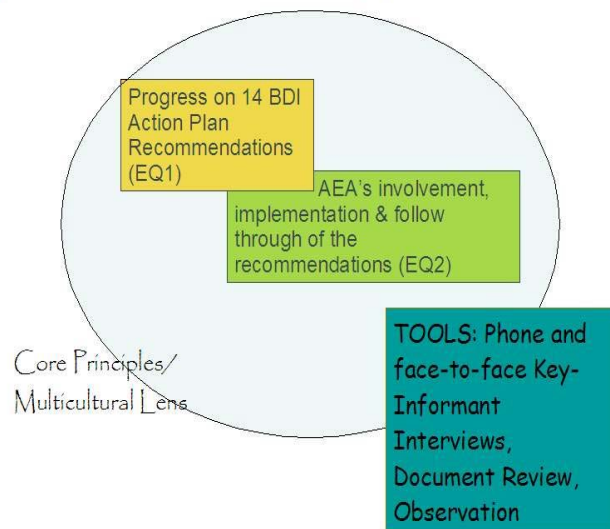 Progress on 14 BDI
Action Plan
Recommendations
(EQ1)
AEA's involvement,
implementation & follow
through of the
recommendations (EQ2)
Core Principles/
Multicultural Lens
TOOLS: Phone and
face-to-face Key-
Informant
Interviews,
Document Review,
Observation